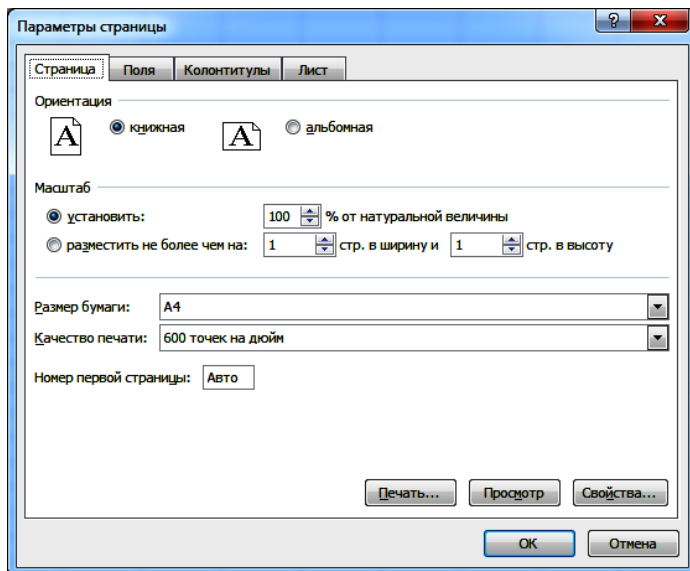 Параметры страницы
Страница Поля Колонтитулы Лист
Ориентация
A книжная A альбомная
Масштаб
установить: 100 % от натуральной величины
разместить не более чем на: 1 стр. в ширину и 1 стр. в высоту
Размер бумаги: A4
Качество печати: 600 точек на дюйм
Номер первой страницы: Авто
Печать... Просмотр Свойства...
ОК Отмена